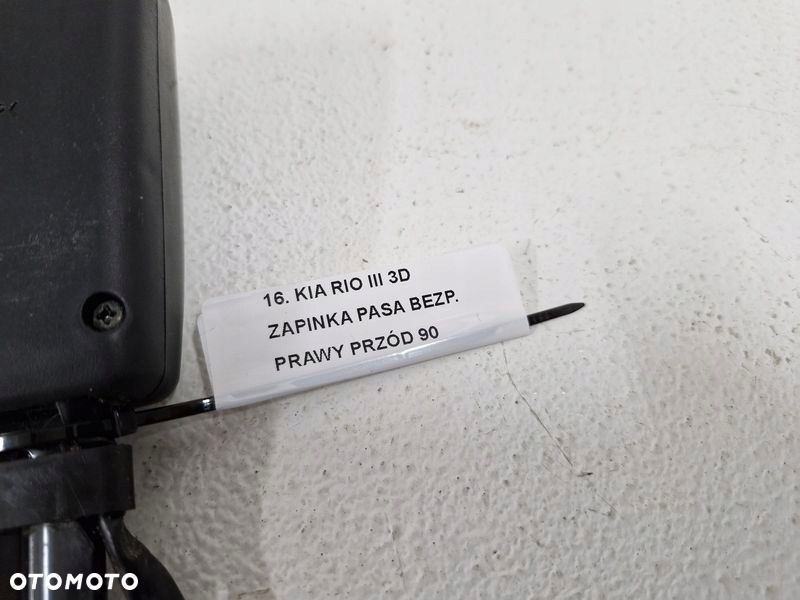 16. KIA RIO III 3D
ZAPINKA PASA BEZP.
PRAWY PRZÓD 90
OTOMOTO